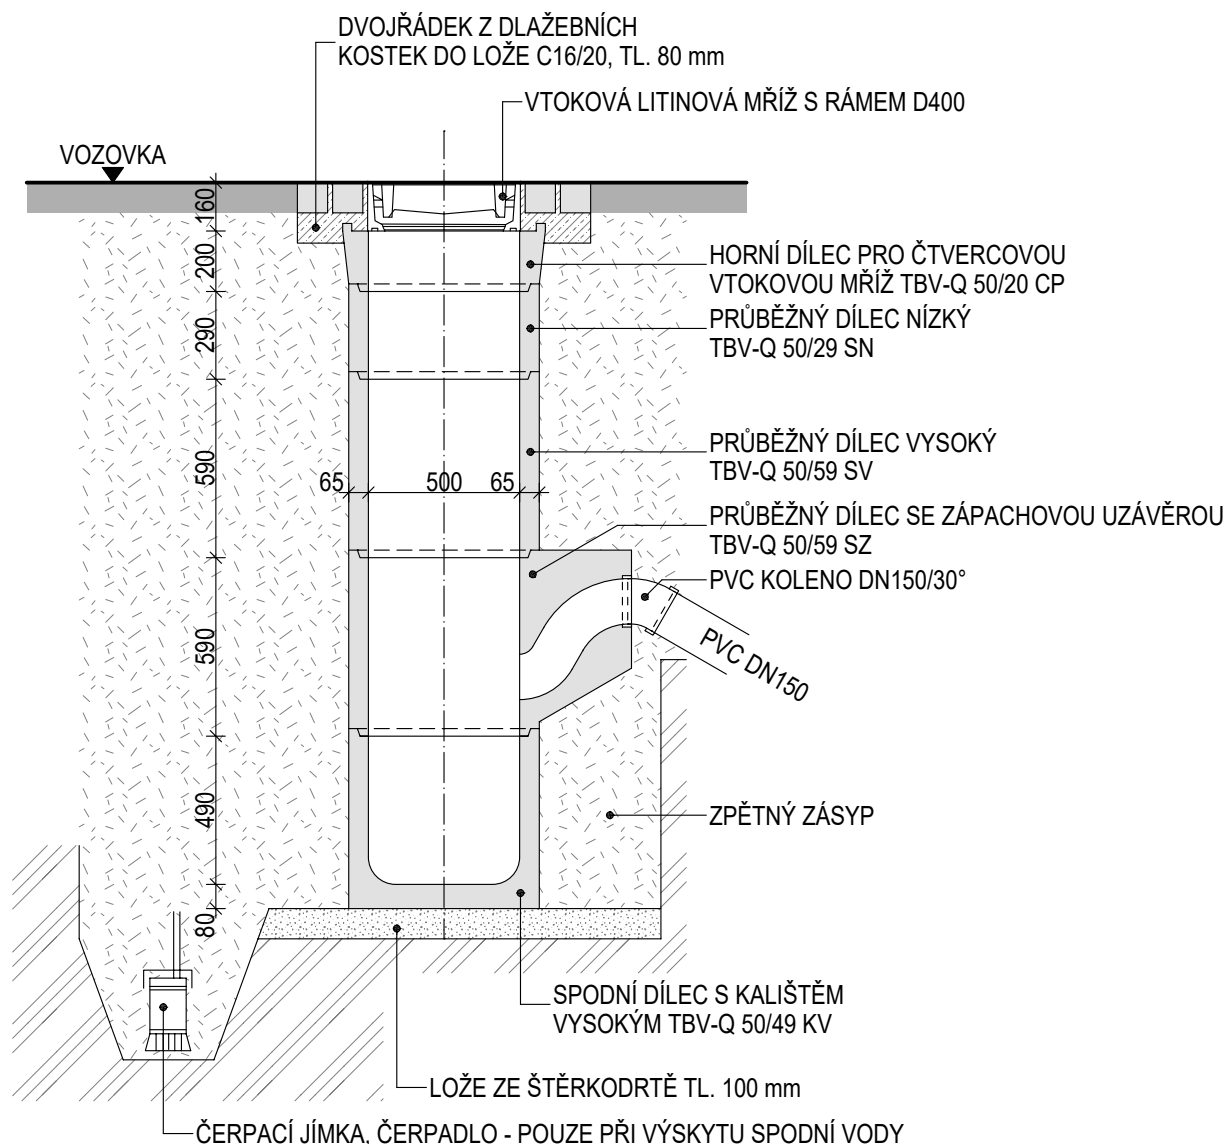 DVOJŘÁDEK Z DLAŽEBNÍCH
KOSTEK DO LOŽE C16/20, TL. 80 mm
VTOKOVÁ LITINOVÁ MŘÍŽ S RÁMEM D400
VOZOVKA
160
200
HORNÍ DÍLEC PRO ČTVERCOVOU
VTOKOVOU MŘÍŽ TBV-Q 50/20 CP
290
PRŮBĚŽNÝ DÍLEC NÍZKÝ
TBV-Q 50/29 SN
590
PRŮBĚŽNÝ DÍLEC VYSOKÝ
TBV-Q 50/59 SV
65 500 65
PRŮBĚŽNÝ DÍLEC SE ZÁPACHOVOU UZÁVĚROU
TBV-Q 50/59 SZ
PVC KOLENO DN150/30°
590
PVC DN150
490
ZPĚTNÝ ZÁSYP
80
SPODNÍ DÍLEC S KALIŠTĚM
VYSOKÝM TBV-Q 50/49 KV
LOŽE ZE ŠTĚRKODRTĚ TL. 100 mm
ČERPACÍ JÍMKA, ČERPADLO - POUZE PŘI VÝSKYTU SPODNÍ VODY